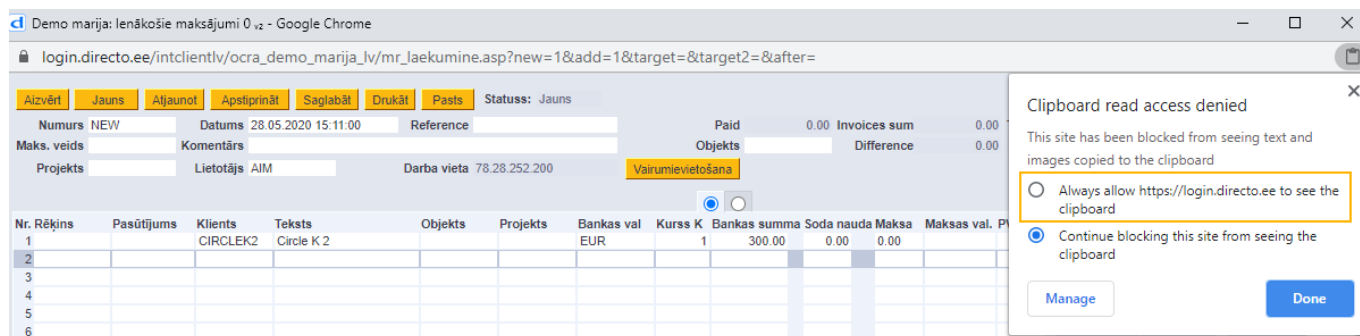 Demo marija: Ienākošie maksājumi 0 v2 - Google Chrome
login.directo.ee/intclientlv/ocra_demo_marija_lv/mr_laekumine.asp?new=1&add=1&target=&target2=&after=
Aizvērt Jauns Atjaunot Apstiprināt Saglabāt Drukāt Pasts Statuss: Jauns
Numurs NEW Datums 28.05.2020 15:11:00 Reference Paid 0.00 Invoices sum 0.00
Maks. veids Komentārs Objekts Difference 0.00
Projekts Lietotājs AIM Darba vieta 78.28.252.200 Vairumievietošana
Nr. Rēķins Pasūtījums Klients Teksts Objekts Projekts Bankas val Kurss K Bankas summa Soda nauda Maksa Maksas val.
1 CIRCLEK2 Circle K 2 EUR 1 300.00 0.00 0.00
2
3
4
5
6
Clipboard read access denied
This site has been blocked from seeing text and
images copied to the clipboard
Always allow https://login.directo.ee to see the
clipboard
Continue blocking this site from seeing the
clipboard
Manage Done